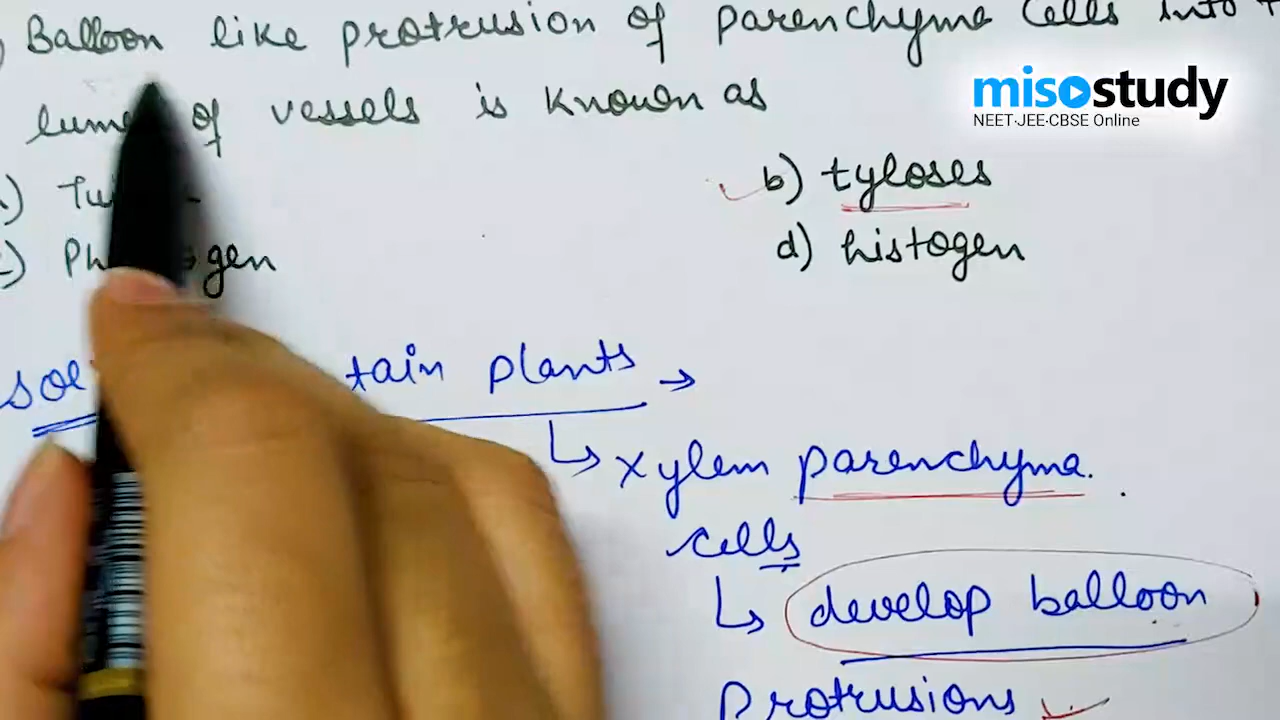 Balloon like protrusion of parenchyma cells into
of vessels is known as
b) tyloses
d) histogen
tain plants →
↳ xylem parenchyma.
cells
↳ develop balloon
protrusions
misostudy
NEET·JEE·CBSE Online